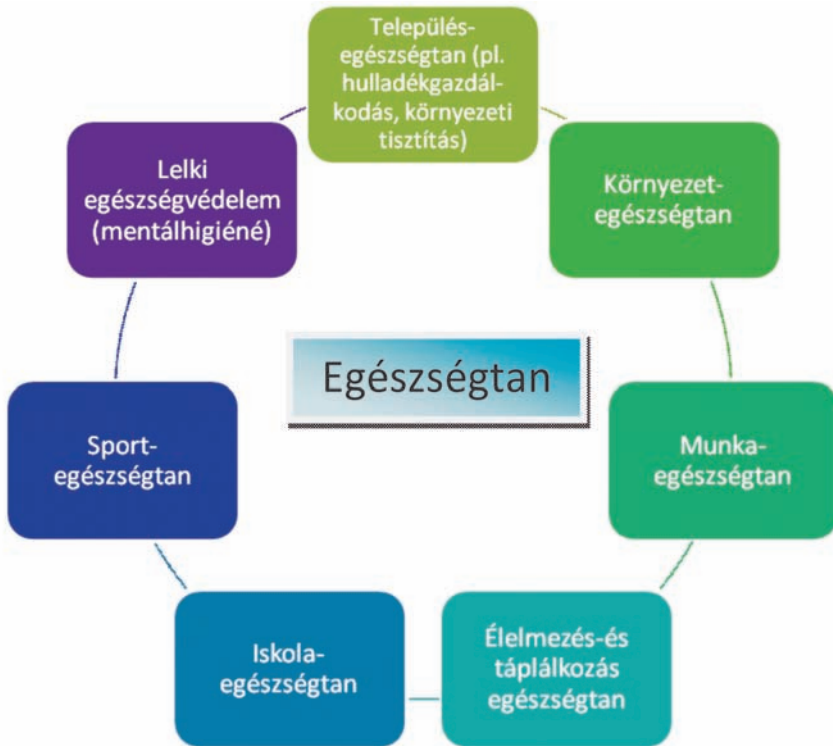 Település-
egészségtan (pl.
hulladékgazdál-
kodás, környezeti
tisztítás)
Környezet-
egészségtan
Munka-
egészségtan
Élelmezés-és
táplálkozás
egészségtan
Iskola-
egészségtan
Sport-
egészségtan
Lelki
egészségvédelem
(mentálhigiéné)
Egészségtan